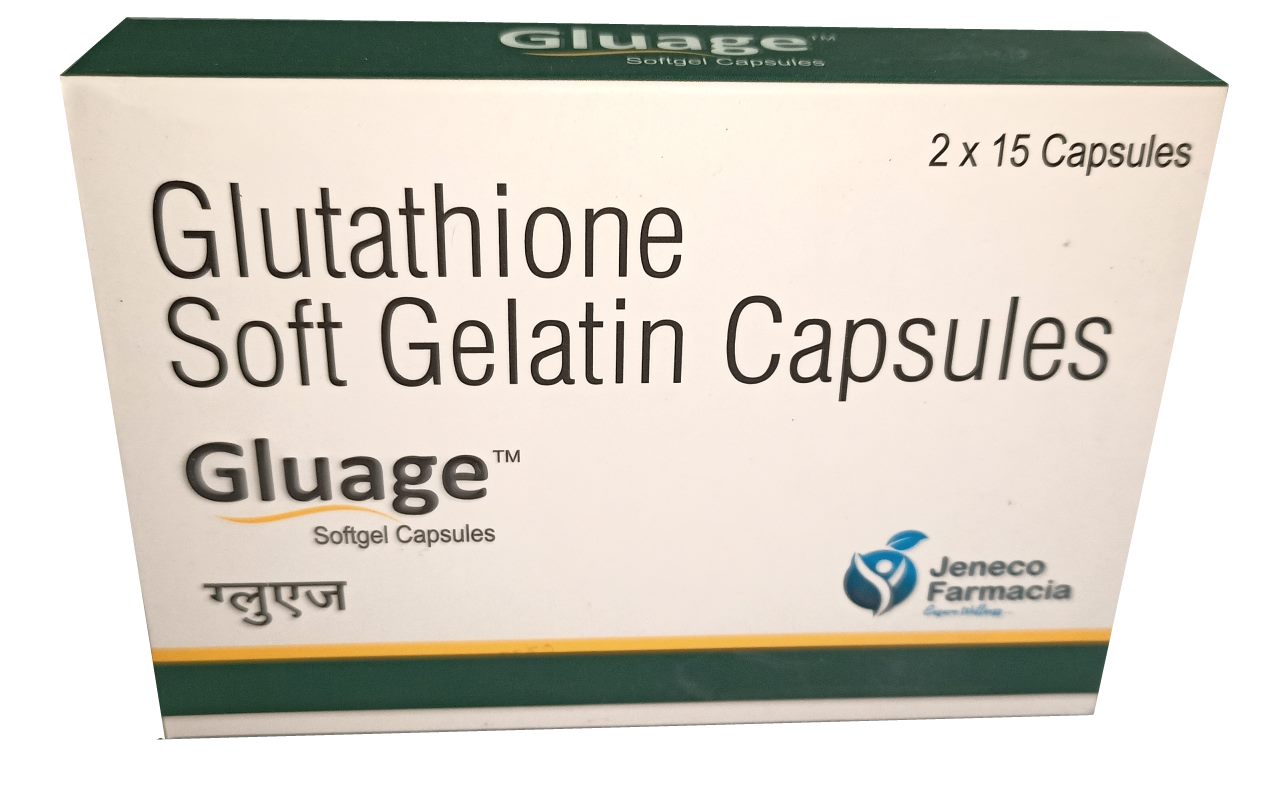 Gluage™
Softgel Capsules
2 x 15 Capsules
Glutathione
Soft Gelatin Capsules
Gluage™
Softgel Capsules
ग्लुएज
Jeneco
Farmacia